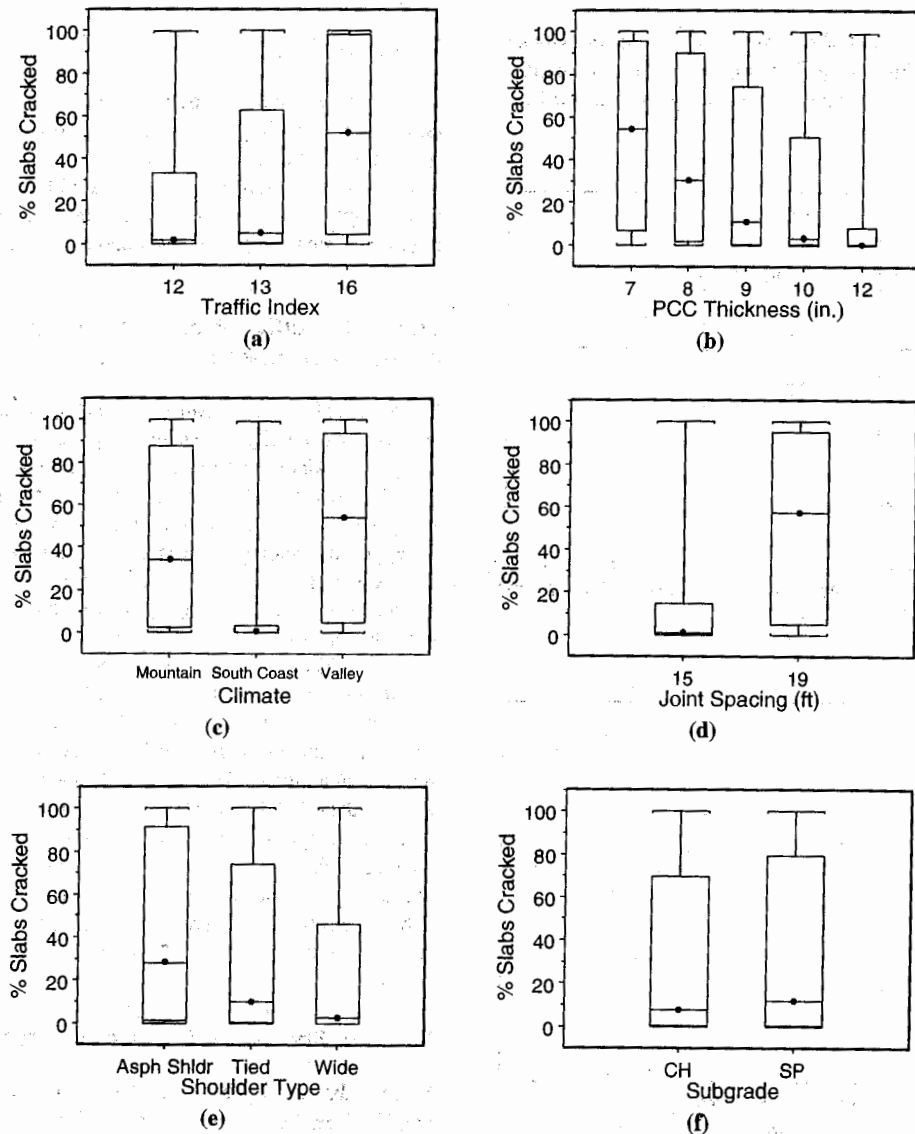 100
80
60
40
20
0
% Slabs Cracked
12 13 16
Traffic Index
(a)
100
80
60
40
20
0
% Slabs Cracked
7 8 9 10 12
PCC Thickness (in.)
(b)
100
80
60
40
20
0
% Slabs Cracked
Mountain South Coast Valley
Climate
(c)
100
80
60
40
20
0
% Slabs Cracked
15 19
Joint Spacing (ft)
(d)
100
80
60
40
20
0
% Slabs Cracked
Asph Shldr Tied Wide
Shoulder Type
(e)
100
80
60
40
20
0
% Slabs Cracked
CH SP
Subgrade
(f)